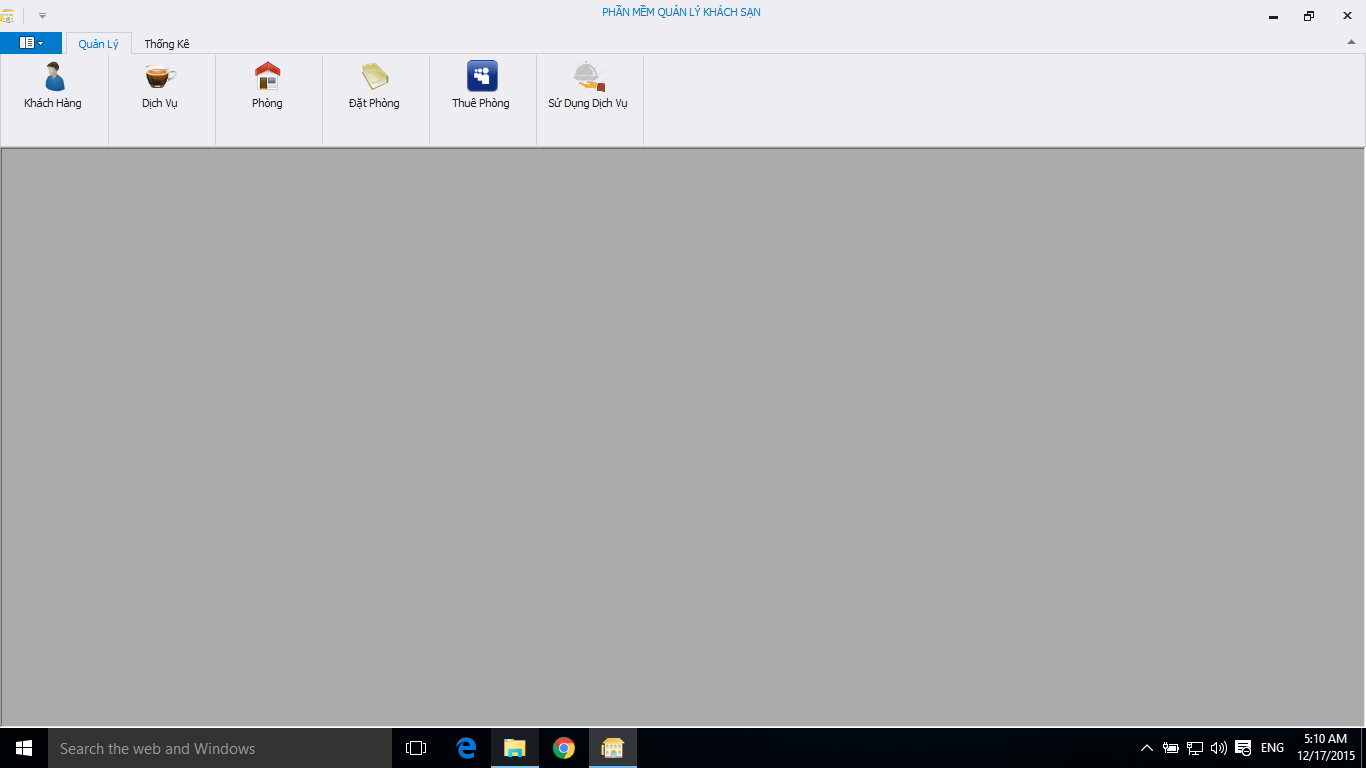 PHẦN MỀM QUẢN LÝ KHÁCH SẠN
Quản Lý
Thống Kê
Khách Hàng
Dịch Vụ
Phòng
Đặt Phòng
Thuê Phòng
Sử Dụng Dịch Vụ
Search the web and Windows
ENG
5:10 AM
12/17/2015